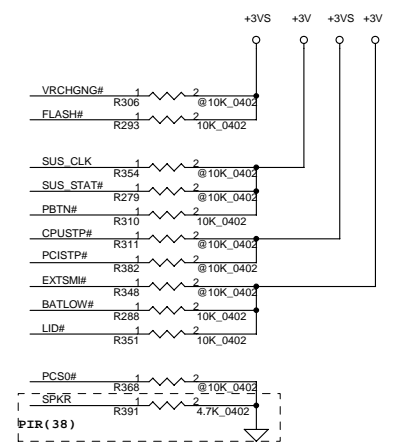 +3VS +3V +3VS +3V
VRCHGNG# 1 2
R306 @10K_0402
FLASH# 1 2
R293 10K_0402
SUS_CLK 1 2
R354 @10K_0402
SUS_STAT# 1 2
R279 @10K_0402
PBTN# 1 2
R310 10K_0402
CPUSTP# 1 2
R311 @10K_0402
PCISTP# 1 2
R382 @10K_0402
EXTSMI# 1 2
R348 @10K_0402
BATLOW# 1 2
R288 10K_0402
LID# 1 2
R351 10K_0402
PCS0# 1 2
R368 @10K_0402
SPKR 1 2
R391 4.7K_0402
PIR(38)